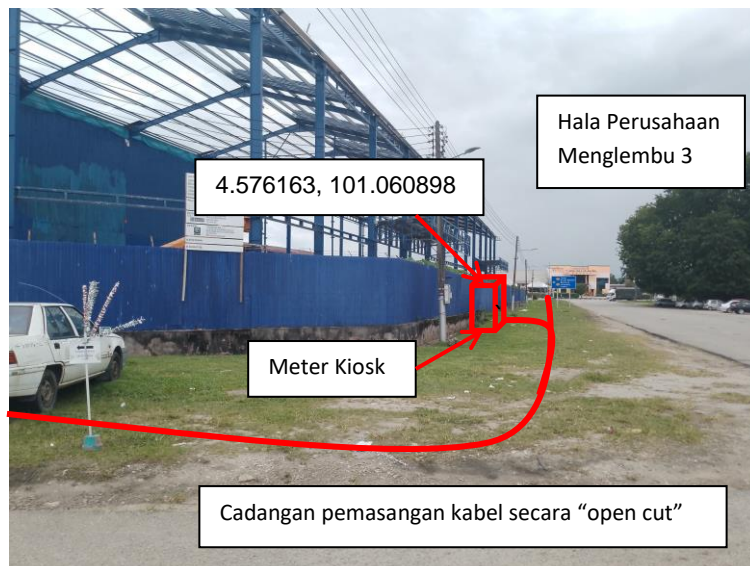 Hala Perusahaan
Menglembu 3
4.576163, 101.060898
Meter Kiosk
Cadangan pemasangan kabel secara “open cut”